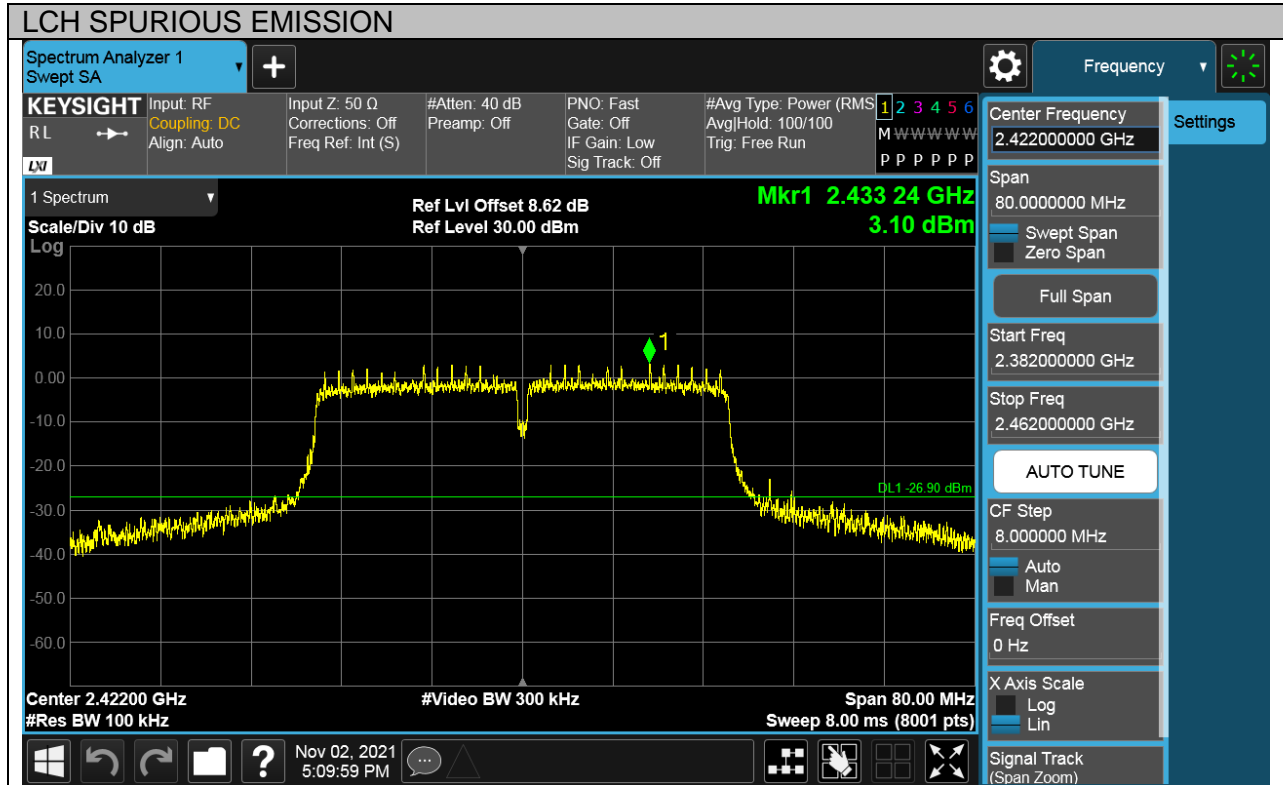 LCH SPURIOUS EMISSION
Spectrum Analyzer 1
Swept SA
Frequency
KEYSIGHT
RL
LXI
Input: RF
Coupling: DC
Align: Auto
Input Z: 50 Ω
Corrections: Off
Freq Ref: Int (S)
#Atten: 40 dB
Preamp: Off
PNO: Fast
Gate: Off
IF Gain: Low
Sig Track: Off
#Avg Type: Power (RMS
Avg|Hold: 100/100
Trig: Free Run
1 2 3 4 5 6
M W W W W W
P P P P P P
Center Frequency
2.422000000 GHz
Settings
Span
80.0000000 MHz
Swept Span
Zero Span
Full Span
Start Freq
2.382000000 GHz
Stop Freq
2.462000000 GHz
AUTO TUNE
CF Step
8.000000 MHz
Auto
Man
Freq Offset
0 Hz
X Axis Scale
Log
Lin
Signal Track
(Span Zoom)
1 Spectrum
Scale/Div 10 dB
Ref Lvl Offset 8.62 dB
Ref Level 30.00 dBm
Mkr1 2.433 24 GHz
3.10 dBm
Log
20.0
10.0
1
0.00
-10.0
-20.0
DL1 -26.90 dBm
-30.0
-40.0
-50.0
-60.0
Center 2.42200 GHz
#Video BW 300 kHz
Span 80.00 MHz
#Res BW 100 kHz
Sweep 8.00 ms (8001 pts)
?
Nov 02, 2021
5:09:59 PM